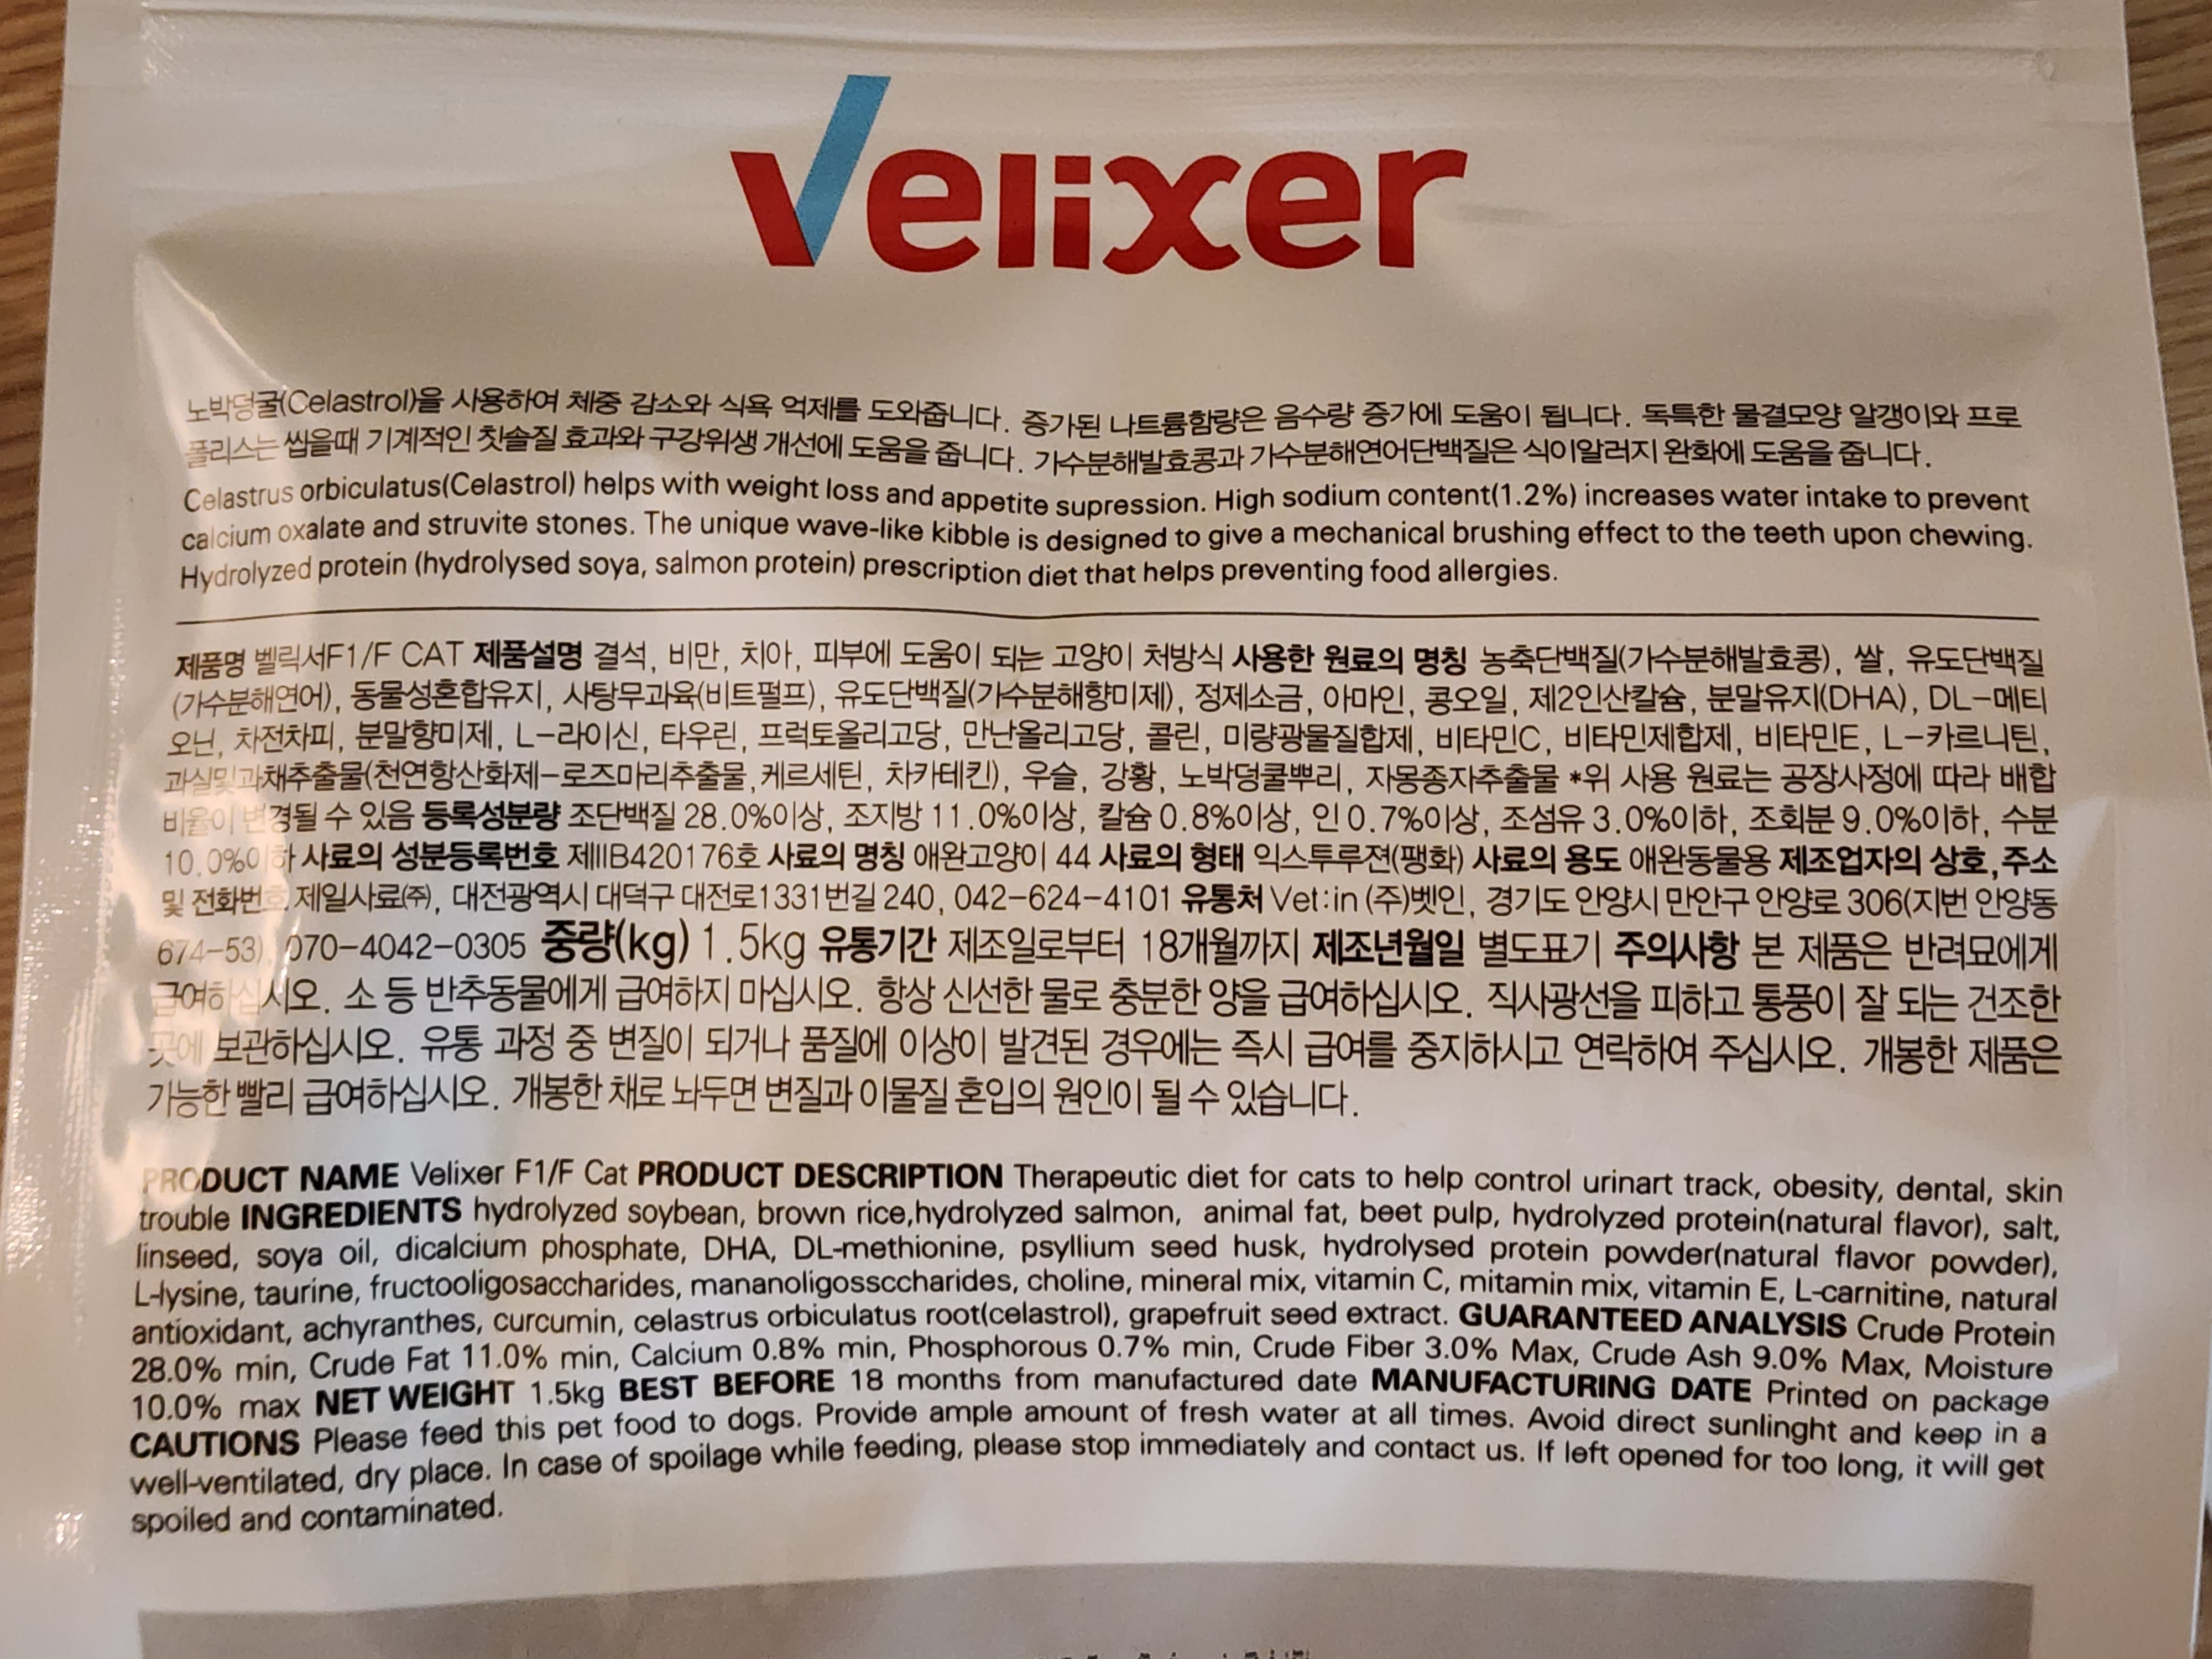 Velixer
노박덩굴(Celastrol)을 사용하여 체중 감소와 식욕 억제를 도와줍니다. 증가된 나트륨함량은 음수량 증가에 도움이 됩니다. 독특한 물결모양 알갱이와 프로
폴리스는 씹을때 기계적인 칫솔질 효과와 구강위생 개선에 도움을 줍니다. 가수분해발효콩과 가수분해연어단백질은 식이알러지 완화에 도움을 줍니다.
Celastrus orbiculatus(Celastrol) helps with weight loss and appetite supression. High sodium content(1.2%) increases water intake to prevent
calcium oxalate and struvite stones. The unique wave-like kibble is designed to give a mechanical brushing effect to the teeth upon chewing.
Hydrolyzed protein (hydrolysed soya, salmon protein) prescription diet that helps preventing food allergies.
제품명 벨릭서F1/F CAT 제품설명 결석, 비만, 치아, 피부에 도움이 되는 고양이 처방식 사용한 원료의 명칭 농축단백질(가수분해발효콩), 쌀, 유도단백질
(가수분해연어), 동물성혼합유지, 사탕무과육(비트펄프), 유도단백질(가수분해향미제), 정제소금, 아마인, 콩오일, 제2인산칼슘, 분말유지(DHA), DL-메티
오닌, 차전차피, 분말향미제, L-라이신, 타우린, 프럭토올리고당, 만난올리고당, 콜린, 미량광물질합제, 비타민C, 비타민제합제, 비타민E, L-카르니틴,
과실및과채추출물(천연항산화제-로즈마리추출물,케르세틴, 차카테킨), 우슬, 강황, 노박덩쿨뿌리, 자몽종자추출물 *위 사용 원료는 공장사정에 따라 배합
비율이 변경될 수 있음 등록성분량 조단백질 28.0%이상, 조지방 11.0%이상, 칼슘 0.8%이상, 인 0.7%이상, 조섬유 3.0%이하, 조회분 9.0%이하, 수분
10.0%이하 사료의 성분등록번호 제IIB420176호 사료의 명칭 애완고양이 44 사료의 형태 익스투루젼(팽화) 사료의 용도 애완동물용 제조업자의 상호,주소
및 전화번호 제일사료㈜, 대전광역시 대덕구 대전로1331번길 240, 042-624-4101 유통처 Vet:in (주)벳인, 경기도 안양시 만안구 안양로 306(지번 안양동
674-53), 070-4042-0305 중량(kg) 1.5kg 유통기간 제조일로부터 18개월까지 제조년월일 별도표기 주의사항 본 제품은 반려묘에게
급여하십시오. 소 등 반추동물에게 급여하지 마십시오. 항상 신선한 물로 충분한 양을 급여하십시오. 직사광선을 피하고 통풍이 잘 되는 건조한
곳에 보관하십시오. 유통 과정 중 변질이 되거나 품질에 이상이 발견된 경우에는 즉시 급여를 중지하시고 연락하여 주십시오. 개봉한 제품은
가능한 빨리 급여하십시오. 개봉한 채로 놔두면 변질과 이물질 혼입의 원인이 될 수 있습니다.
PRODUCT NAME Velixer F1/F Cat PRODUCT DESCRIPTION Therapeutic diet for cats to help control urinart track, obesity, dental, skin
trouble INGREDIENTS hydrolyzed soybean, brown rice,hydrolyzed salmon, animal fat, beet pulp, hydrolyzed protein(natural flavor), salt,
linseed, soya oil, dicalcium phosphate, DHA, DL-methionine, psyllium seed husk, hydrolysed protein powder(natural flavor powder),
L-lysine, taurine, fructooligosaccharides, mananoligossccharides, choline, mineral mix, vitamin C, mitamin mix, vitamin E, L-carnitine, natural
antioxidant, achyranthes, curcumin, celastrus orbiculatus root(celastrol), grapefruit seed extract. GUARANTEED ANALYSIS Crude Protein
28.0% min, Crude Fat 11.0% min, Calcium 0.8% min, Phosphorous 0.7% min, Crude Fiber 3.0% Max, Crude Ash 9.0% Max, Moisture
10.0% max NET WEIGHT 1.5kg BEST BEFORE 18 months from manufactured date MANUFACTURING DATE Printed on package
CAUTIONS Please feed this pet food to dogs. Provide ample amount of fresh water at all times. Avoid direct sunlinght and keep in a
well-ventilated, dry place. In case of spoilage while feeding, please stop immediately and contact us. If left opened for too long, it will get
spoiled and contaminated.